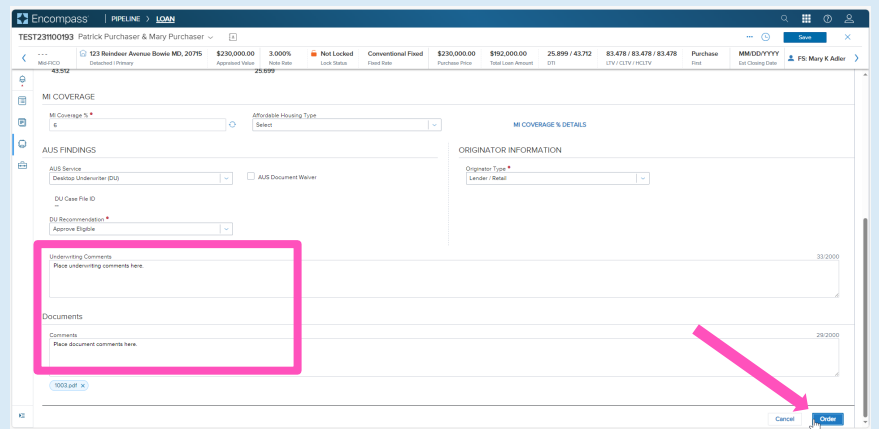 Encompass® | PIPELINE > LOAN
TEST231100193 Patrick Purchaser & Mary Purchaser
Save
--- 123 Reindeer Avenue Bowie MD, 20715 $230,000.00 3.000% Not Locked Conventional Fixed $230,000.00 $192,000.00 25.899 / 43.712 83.478 / 83.478 / 83.478 Purchase MM/DD/YYYY FS: Mary K Adler
Mid-FICO Detached / Primary Appraised Value Note Rate Lock Status Fixed Rate Purchase Price Total Loan Amount DTI LTV / CLTV / HCLTV First Est Closing Date
43.512 25.699
MI COVERAGE
MI Coverage % * Affordable Housing Type
6 Select MI COVERAGE % DETAILS
AUS FINDINGS ORIGINATOR INFORMATION
AUS Service Originator Type *
Desktop Underwriter (DU) AUS Document Waiver Lender / Retail
DU Case File ID
--
DU Recommendation *
Approve Eligible
Underwriting Comments 33/2000
Place underwriting comments here.
Documents
Comments 29/2000
Place document comments here.
1003.pdf ×
Cancel Order